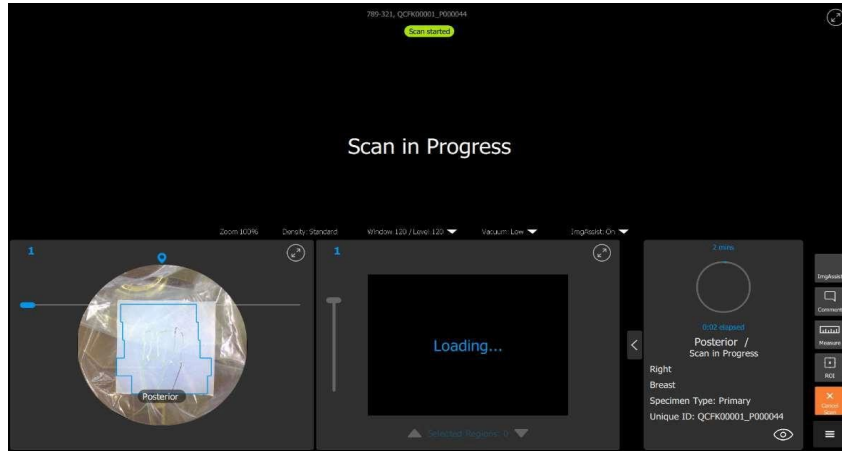 789-321, QCFK00001_P000044
Scan started
Scan in Progress
Zoom 100%
Density: Standard
Window 120 / Level 120
Vacuum: Low
ImgAssist: On
1
Posterior
1
Loading...
Selected Regions: 0
2 mins
0:02 elapsed
Posterior /
Scan in Progress
Right
Breast
Specimen Type: Primary
Unique ID: QCFK00001_P000044
ImgAssist
Comment
Measure
ROI
Cancel
Scan